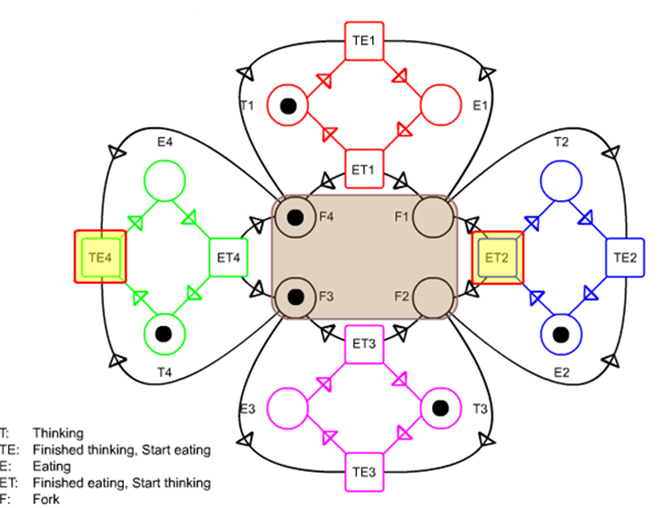 TE1
T1
E1
ET1
E4
T2
F4
F1
TE4
ET4
ET2
TE2
F3
F2
T4
ET3
E2
E3
T3
TE3
T: Thinking
TE: Finished thinking, Start eating
E: Eating
ET: Finished eating, Start thinking
F: Fork